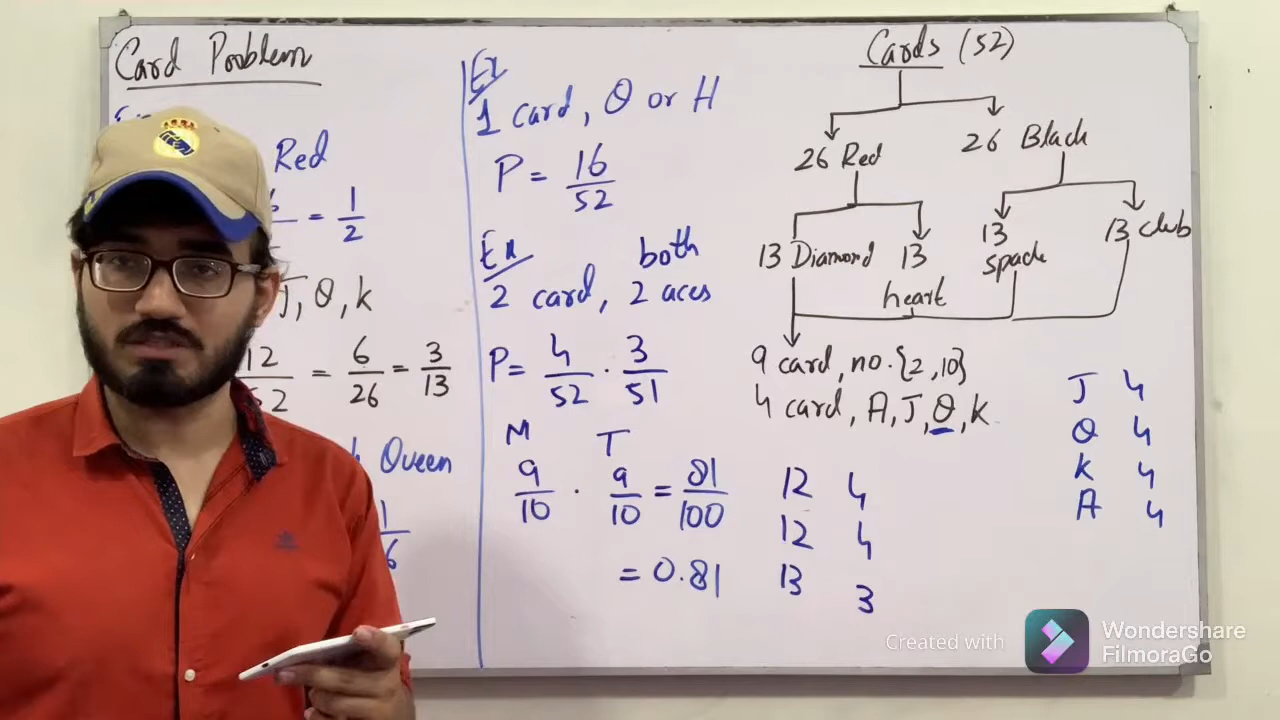 Card Problem
Red
= 1/2
J, Q, K
12/52 = 6/26 = 3/13
Queen
Ex
1 card, Q or H
P = 16/52
Ex both
2 card, 2 aces
P = 4/52 . 3/51
M T
9/10 . 9/10 = 81/100
= 0.81
Cards (52)
26 Red 26 Black
13 Diamond 13 heart 13 spade 13 club
9 card, no. {2, 10}
4 card, A, J, Q, K
12 4
12 4
13 3
J 4
Q 4
K 4
A 4
Created with
Wondershare
FilmoraGo